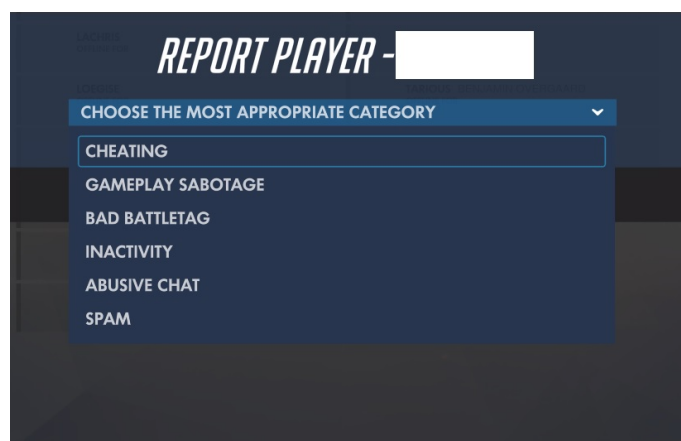 REPORT PLAYER -
CHOOSE THE MOST APPROPRIATE CATEGORY
CHEATING
GAMEPLAY SABOTAGE
BAD BATTLETAG
INACTIVITY
ABUSIVE CHAT
SPAM